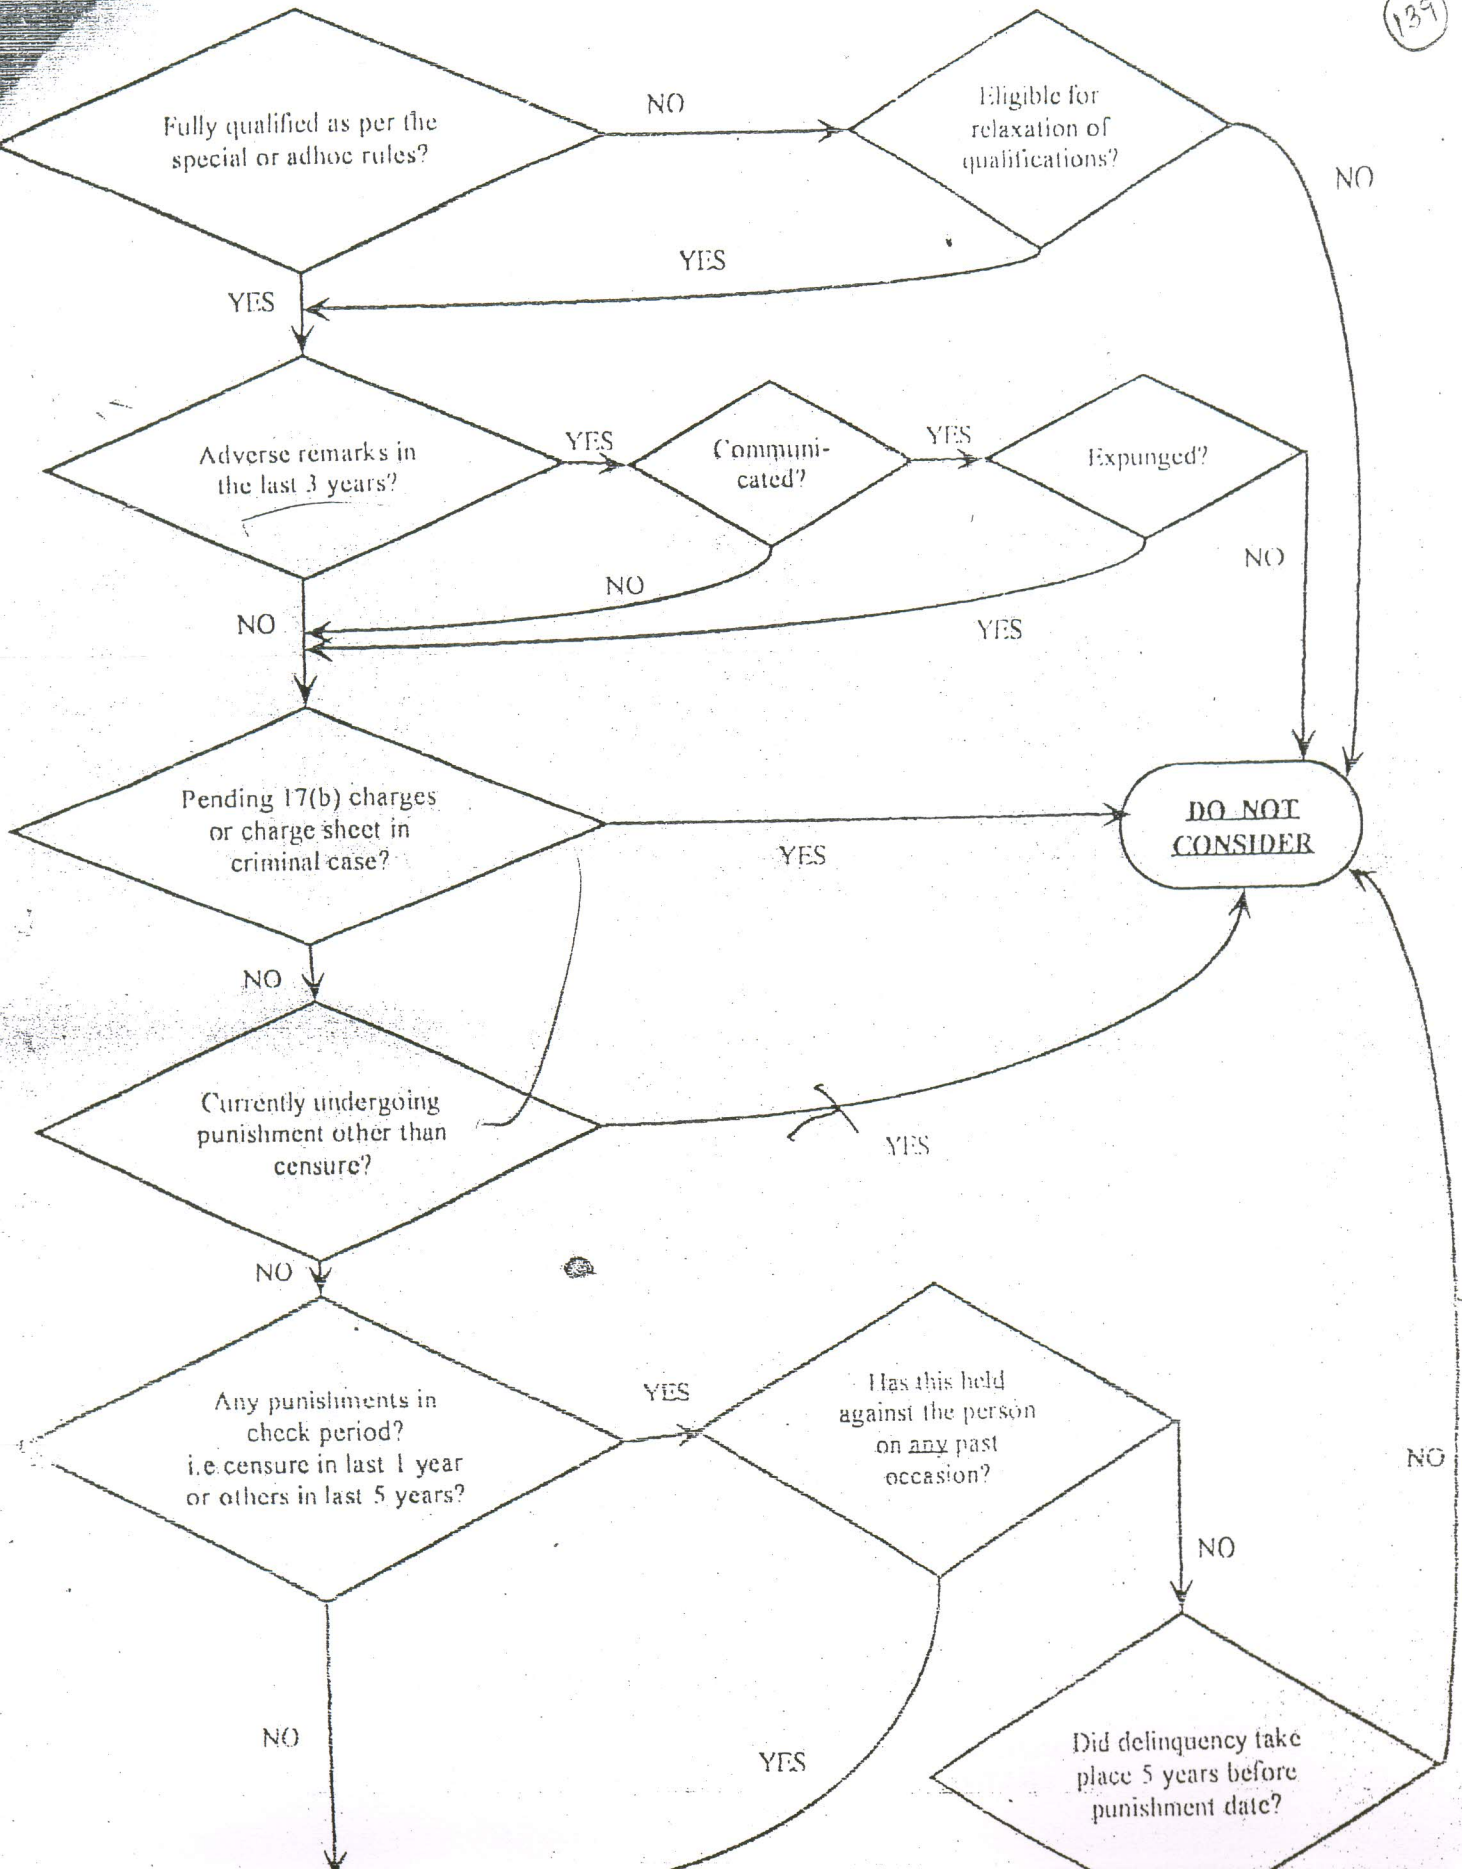 139
Fully qualified as per the
special or adhoc rules?
NO
Eligible for
relaxation of
qualifications?
NO
YES
YES
Adverse remarks in
the last 3 years?
YES
Communi-
cated?
YES
Expunged?
NO
NO
NO
YES
Pending 17(b) charges
or charge sheet in
criminal case?
YES
DO NOT
CONSIDER
NO
Currently undergoing
punishment other than
censure?
YES
NO
Any punishments in
check period?
i.e. censure in last 1 year
or others in last 5 years?
YES
Has this held
against the person
on any past
occasion?
NO
NO
NO
YES
Did delinquency take
place 5 years before
punishment date?